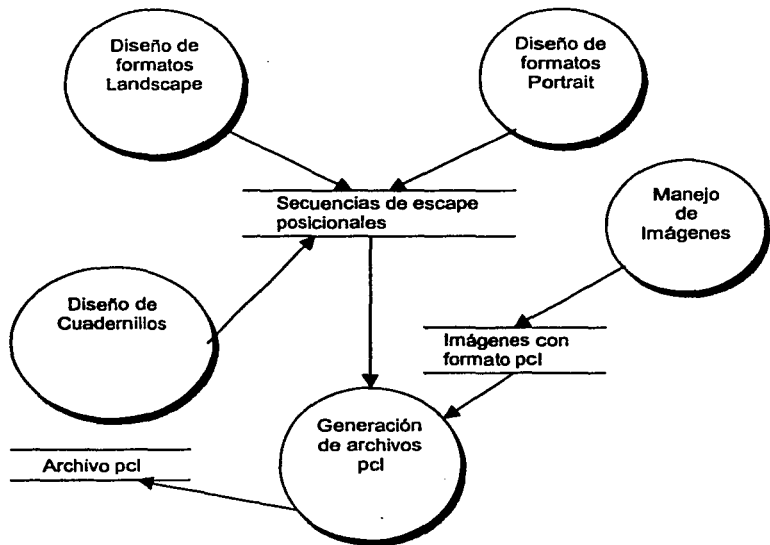 Diseño de
formatos
Landscape
Diseño de
formatos
Portrait
Secuencias de escape
posicionales
Manejo
de
Imágenes
Diseño de
Cuadernillos
Imágenes con
formato pcl
Generación
de archivos
pcl
Archivo pcl